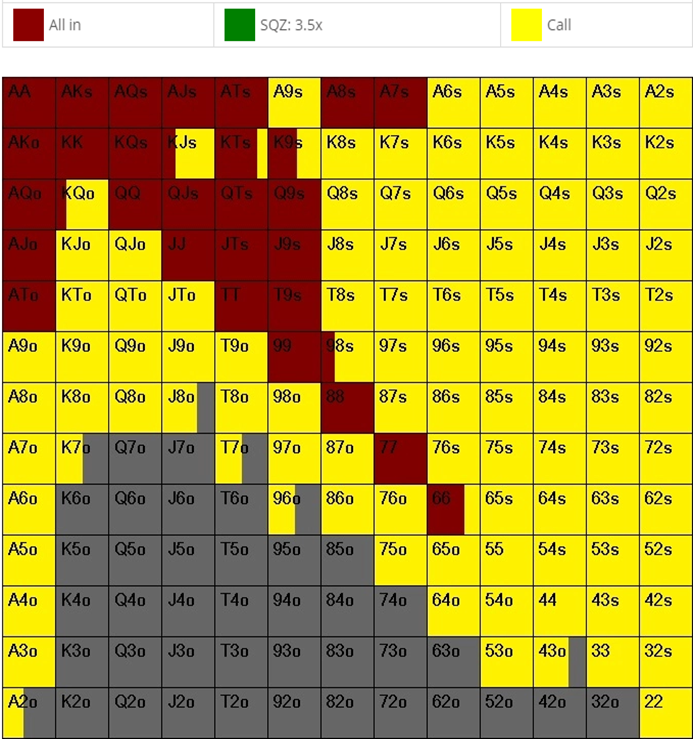 All in SQZ: 3.5x Call
AA AKs AQs AJs ATs A9s A8s A7s A6s A5s A4s A3s A2s
AKo KK KQs KJs KTs K9s K8s K7s K6s K5s K4s K3s K2s
AQo KQo QQ QJs QTs Q9s Q8s Q7s Q6s Q5s Q4s Q3s Q2s
AJo KJo QJo JJ JTs J9s J8s J7s J6s J5s J4s J3s J2s
ATo KTo QTo JTo TT T9s T8s T7s T6s T5s T4s T3s T2s
A9o K9o Q9o J9o T9o 99 98s 97s 96s 95s 94s 93s 92s
A8o K8o Q8o J8o T8o 98o 88 87s 86s 85s 84s 83s 82s
A7o K7o Q7o J7o T7o 97o 87o 77 76s 75s 74s 73s 72s
A6o K6o Q6o J6o T6o 96o 86o 76o 66 65s 64s 63s 62s
A5o K5o Q5o J5o T5o 95o 85o 75o 65o 55 54s 53s 52s
A4o K4o Q4o J4o T4o 94o 84o 74o 64o 54o 44 43s 42s
A3o K3o Q3o J3o T3o 93o 83o 73o 63o 53o 43o 33 32s
A2o K2o Q2o J2o T2o 92o 82o 72o 62o 52o 42o 32o 22